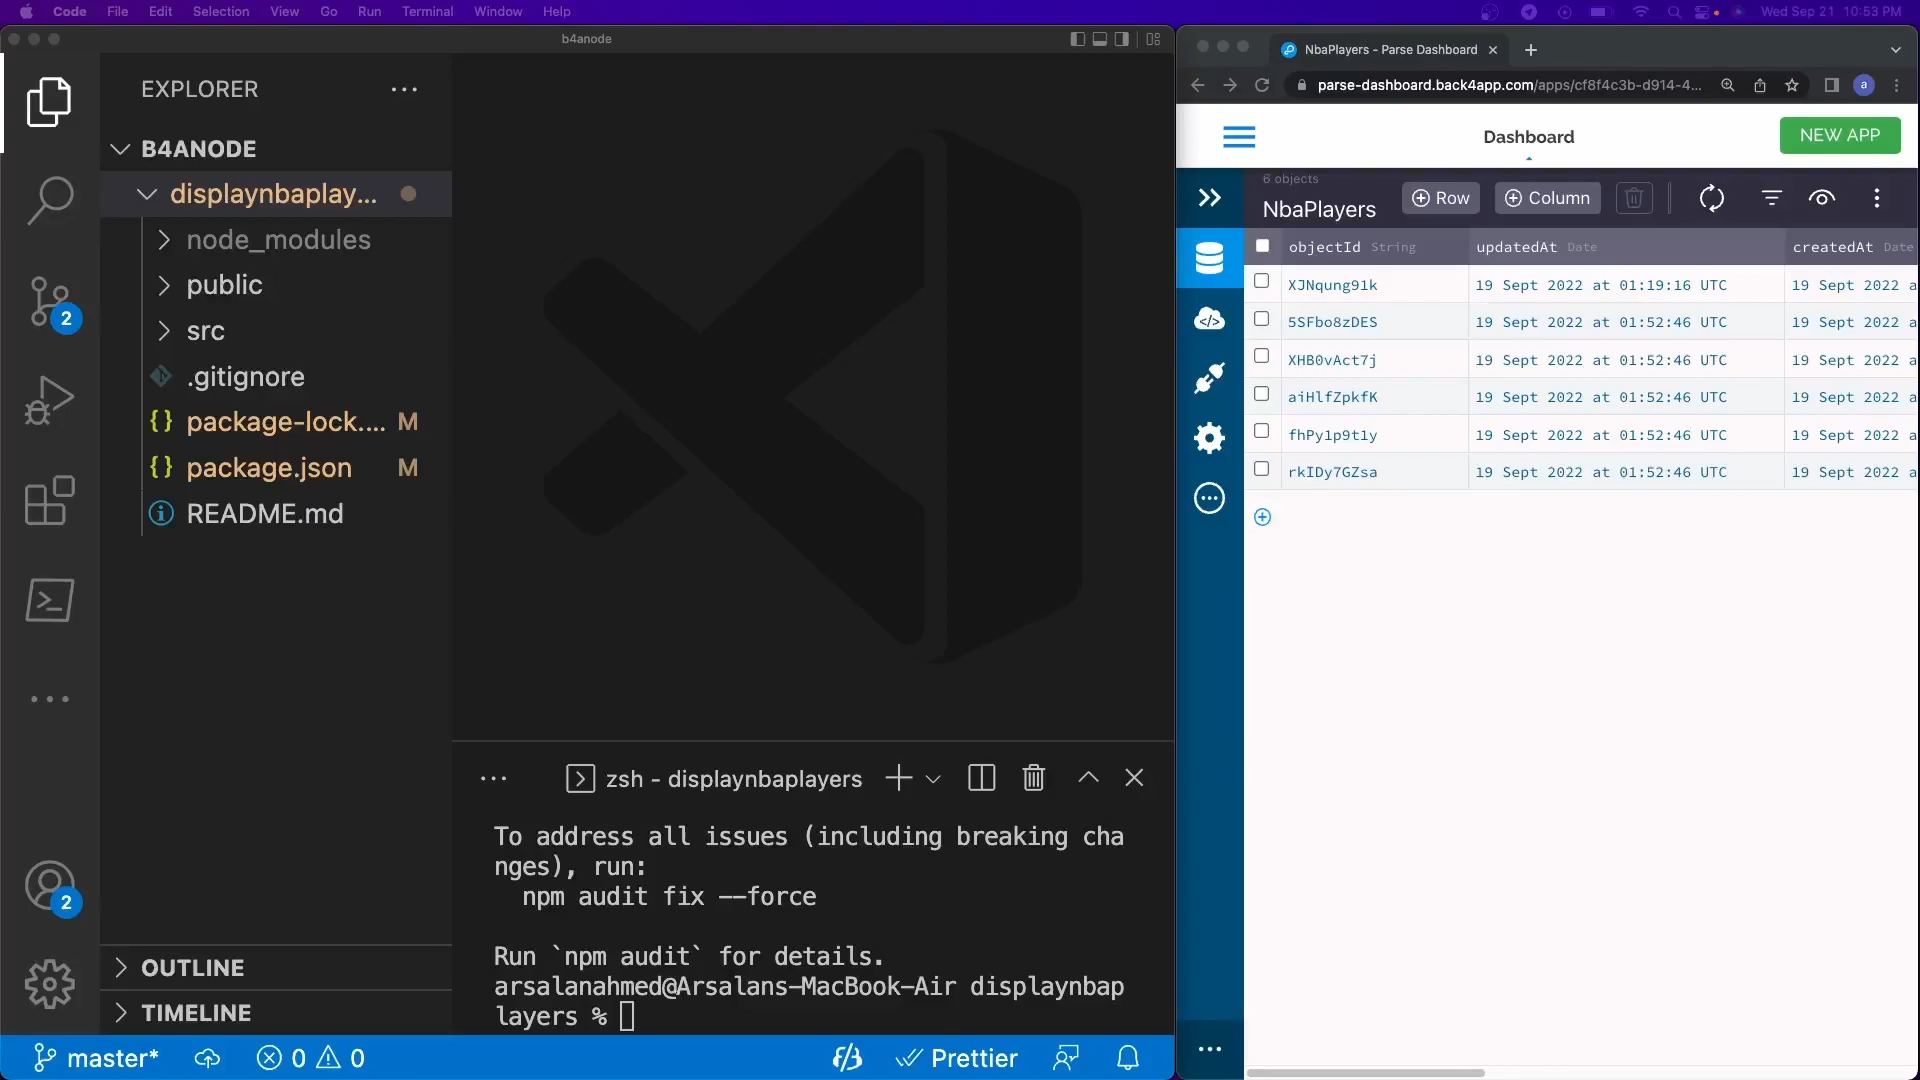 Code File Edit Selection View Go Run Terminal Window Help
Wed Sep 21 10:53 PM
b4anode
EXPLORER
B4ANODE
displaynbaplay...
node_modules
public
src
.gitignore
package-lock.... M
package.json M
README.md
OUTLINE
TIMELINE
2
2
zsh - displaynbaplayers
To address all issues (including breaking cha
nges), run:
npm audit fix --force
Run `npm audit` for details.
arsalanahmed@Arsalans-MacBook-Air displaynbap
layers %
master* 0 0 Prettier
NbaPlayers - Parse Dashboard
parse-dashboard.back4app.com/apps/cf8f4c3b-d914-4... a
Dashboard
NEW APP
6 objects
NbaPlayers
Row Column
objectId String updatedAt Date createdAt Date
XJNqung91k 19 Sept 2022 at 01:19:16 UTC 19 Sept 2022 a
5SFbo8zDES 19 Sept 2022 at 01:52:46 UTC 19 Sept 2022 a
XHB0vAct7j 19 Sept 2022 at 01:52:46 UTC 19 Sept 2022 a
aiHlfZpkfK 19 Sept 2022 at 01:52:46 UTC 19 Sept 2022 a
fhPy1p9t1y 19 Sept 2022 at 01:52:46 UTC 19 Sept 2022 a
rkIDy7GZsa 19 Sept 2022 at 01:52:46 UTC 19 Sept 2022 a